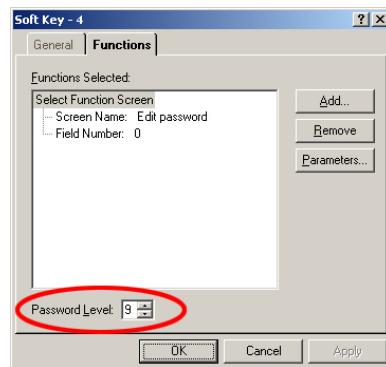 Soft Key - 4
General Functions
Functions Selected:
Select Function Screen
Screen Name: Edit password
Field Number: 0
Add...
Remove
Parameters...
Password Level: 9
OK Cancel Apply